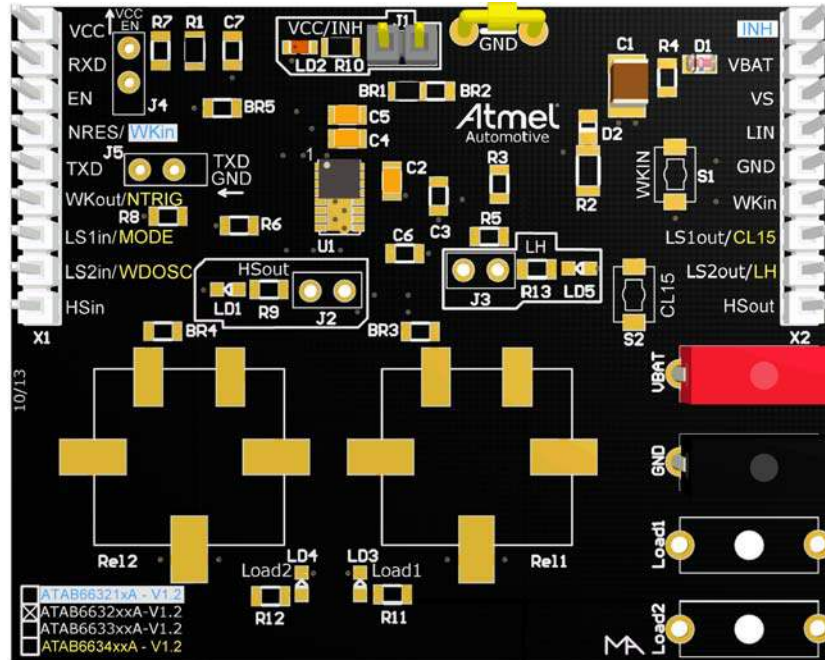 VCC
EN
VCC
RXD
EN
J4
R7
R1
C7
BR5
NRES/WKin
J5
TXD
TXD
GND
WKout/NTRIG
R8
R6
LS1in/MODE
LS2in/WDOSC
HSin
X1
VCC/INH
J1
LD2
R10
GND
BR1
BR2
C5
C4
1
C2
U1
C3
C6
Atmel
Automotive
R3
R5
C1
R4
D1
D2
R2
WKIN
S1
INH
VBAT
VS
LIN
GND
WKin
LS1out/CL15
LS2out/LH
HSout
X2
HSout
LD1
R9
J2
LH
J3
R13
LD5
CL15
S2
BR4
BR3
10/13
VBAT
GND
Load1
Load2
Rel2
Rel1
Load2
LD4
LD3
Load1
R12
R11
ATAB66321xA - V1.2
ATAB6632xxA-V1.2
ATAB6633xxA-V1.2
ATAB6634xxA - V1.2
MA